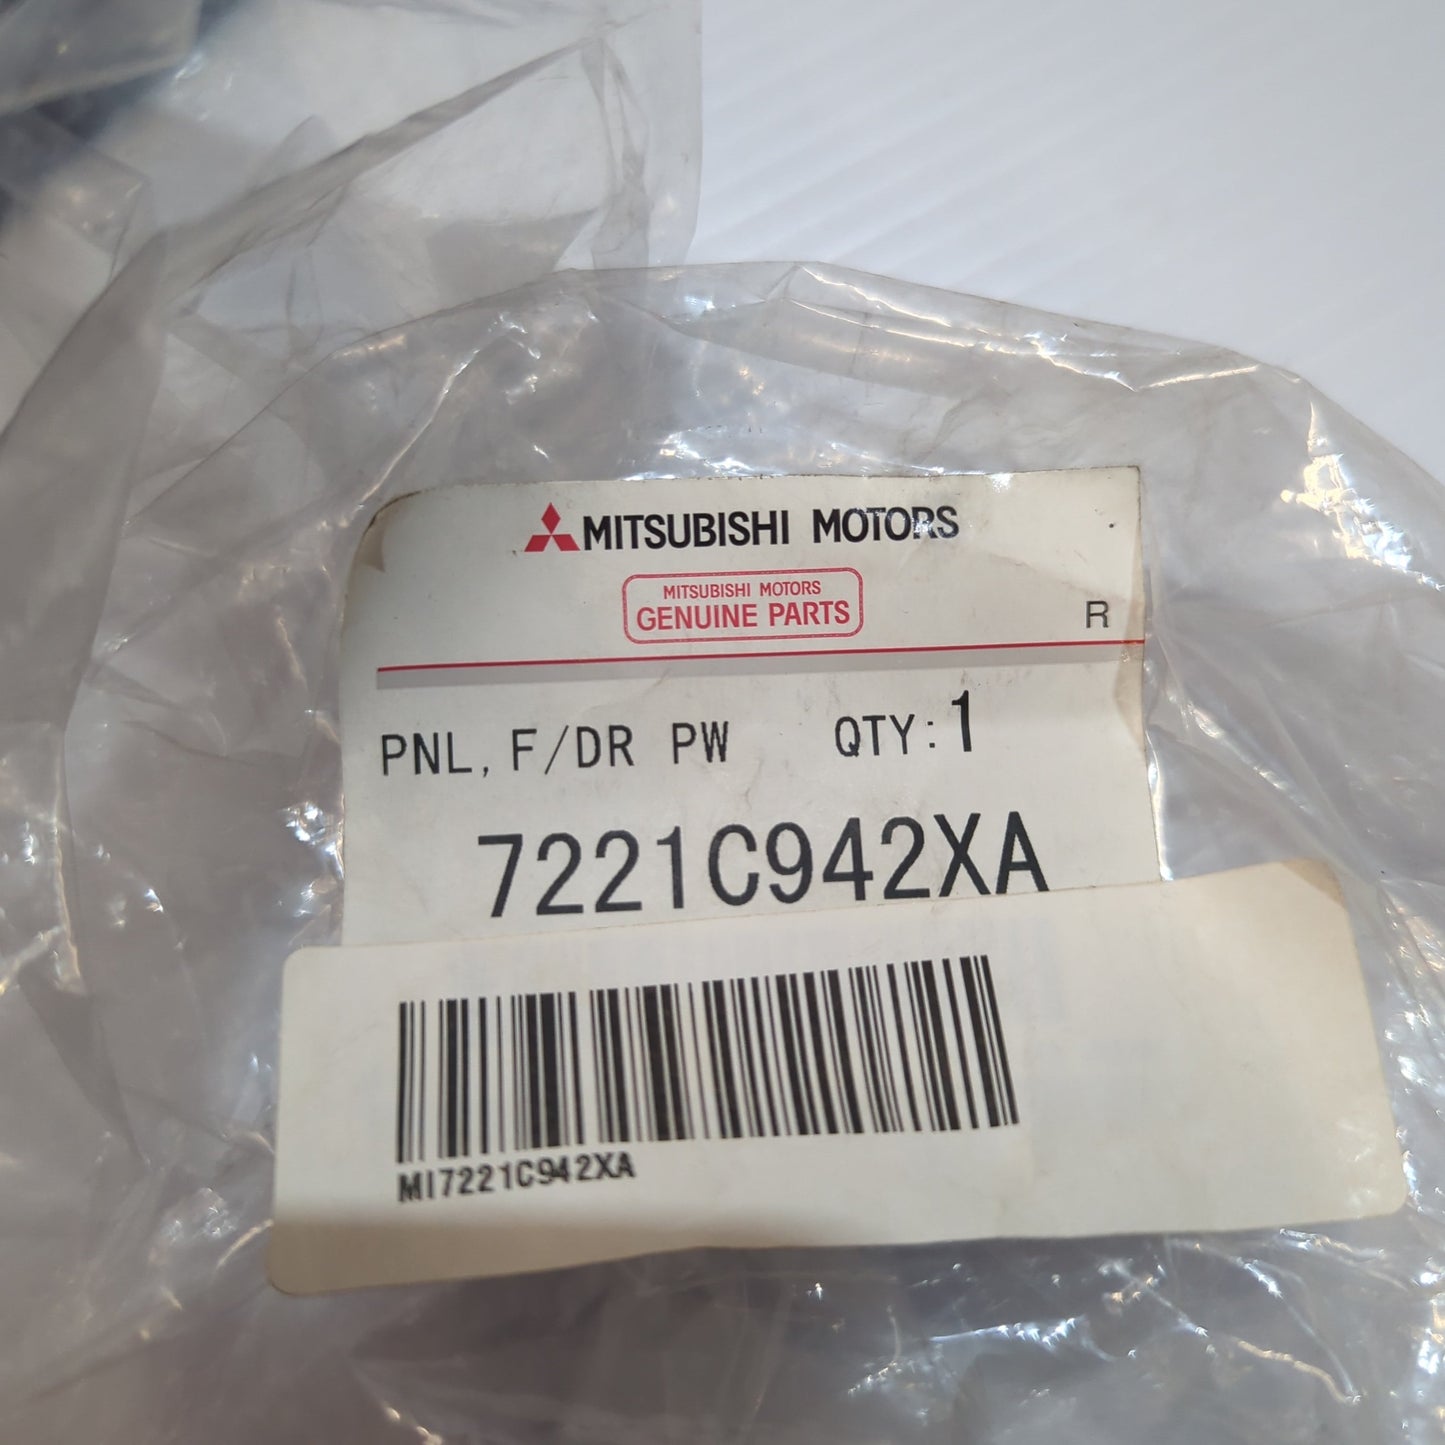 MITSUBISHI MOTORS
MITSUBISHI MOTORS
GENUINE PARTS
R
PNL, F/DR PW QTY: 1
7221C942XA
MI7221C942XA